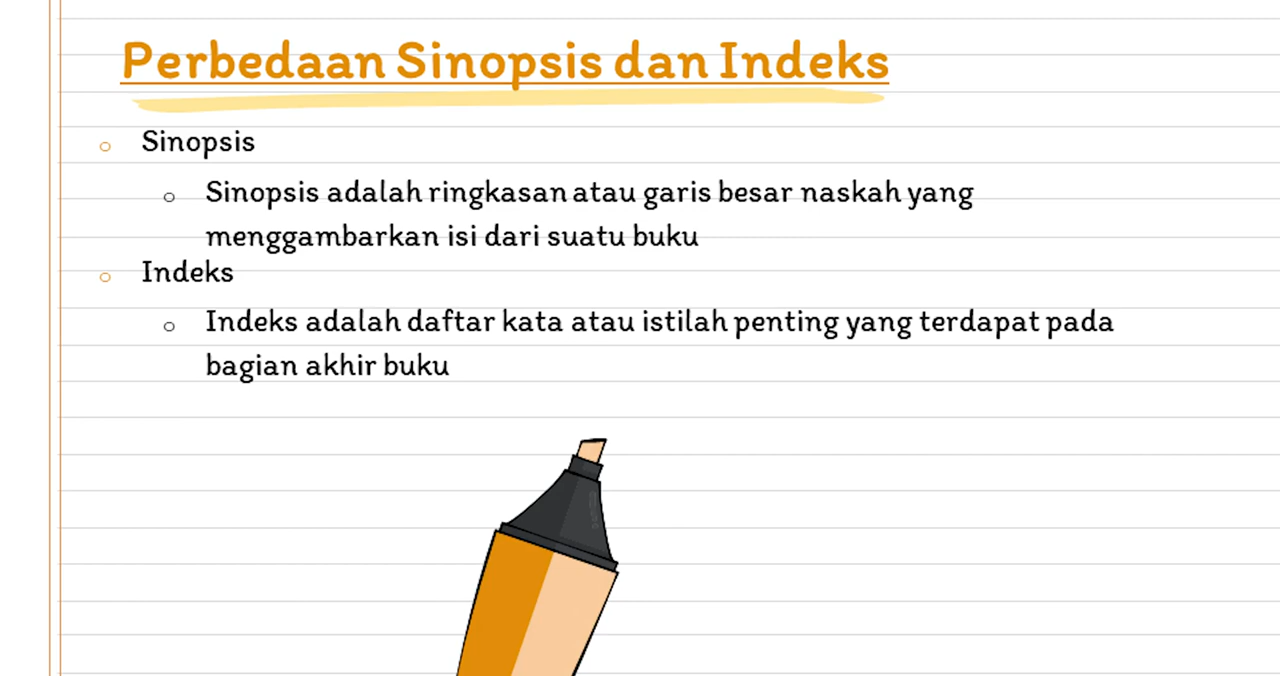 Perbedaan Sinopsis dan Indeks
Sinopsis
Sinopsis adalah ringkasan atau garis besar naskah yang
menggambarkan isi dari suatu buku
Indeks
Indeks adalah daftar kata atau istilah penting yang terdapat pada
bagian akhir buku